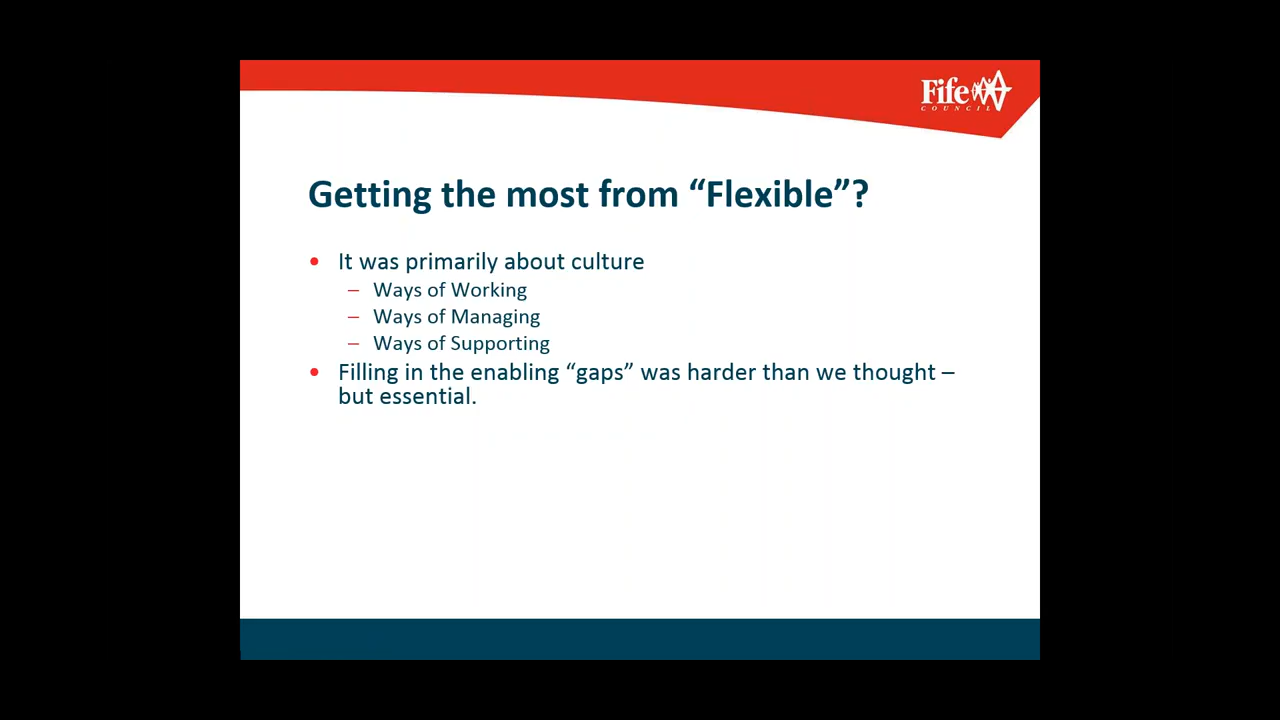 Fife
COUNCIL
Getting the most from “Flexible”?
• It was primarily about culture
– Ways of Working
– Ways of Managing
– Ways of Supporting
• Filling in the enabling “gaps” was harder than we thought –
but essential.